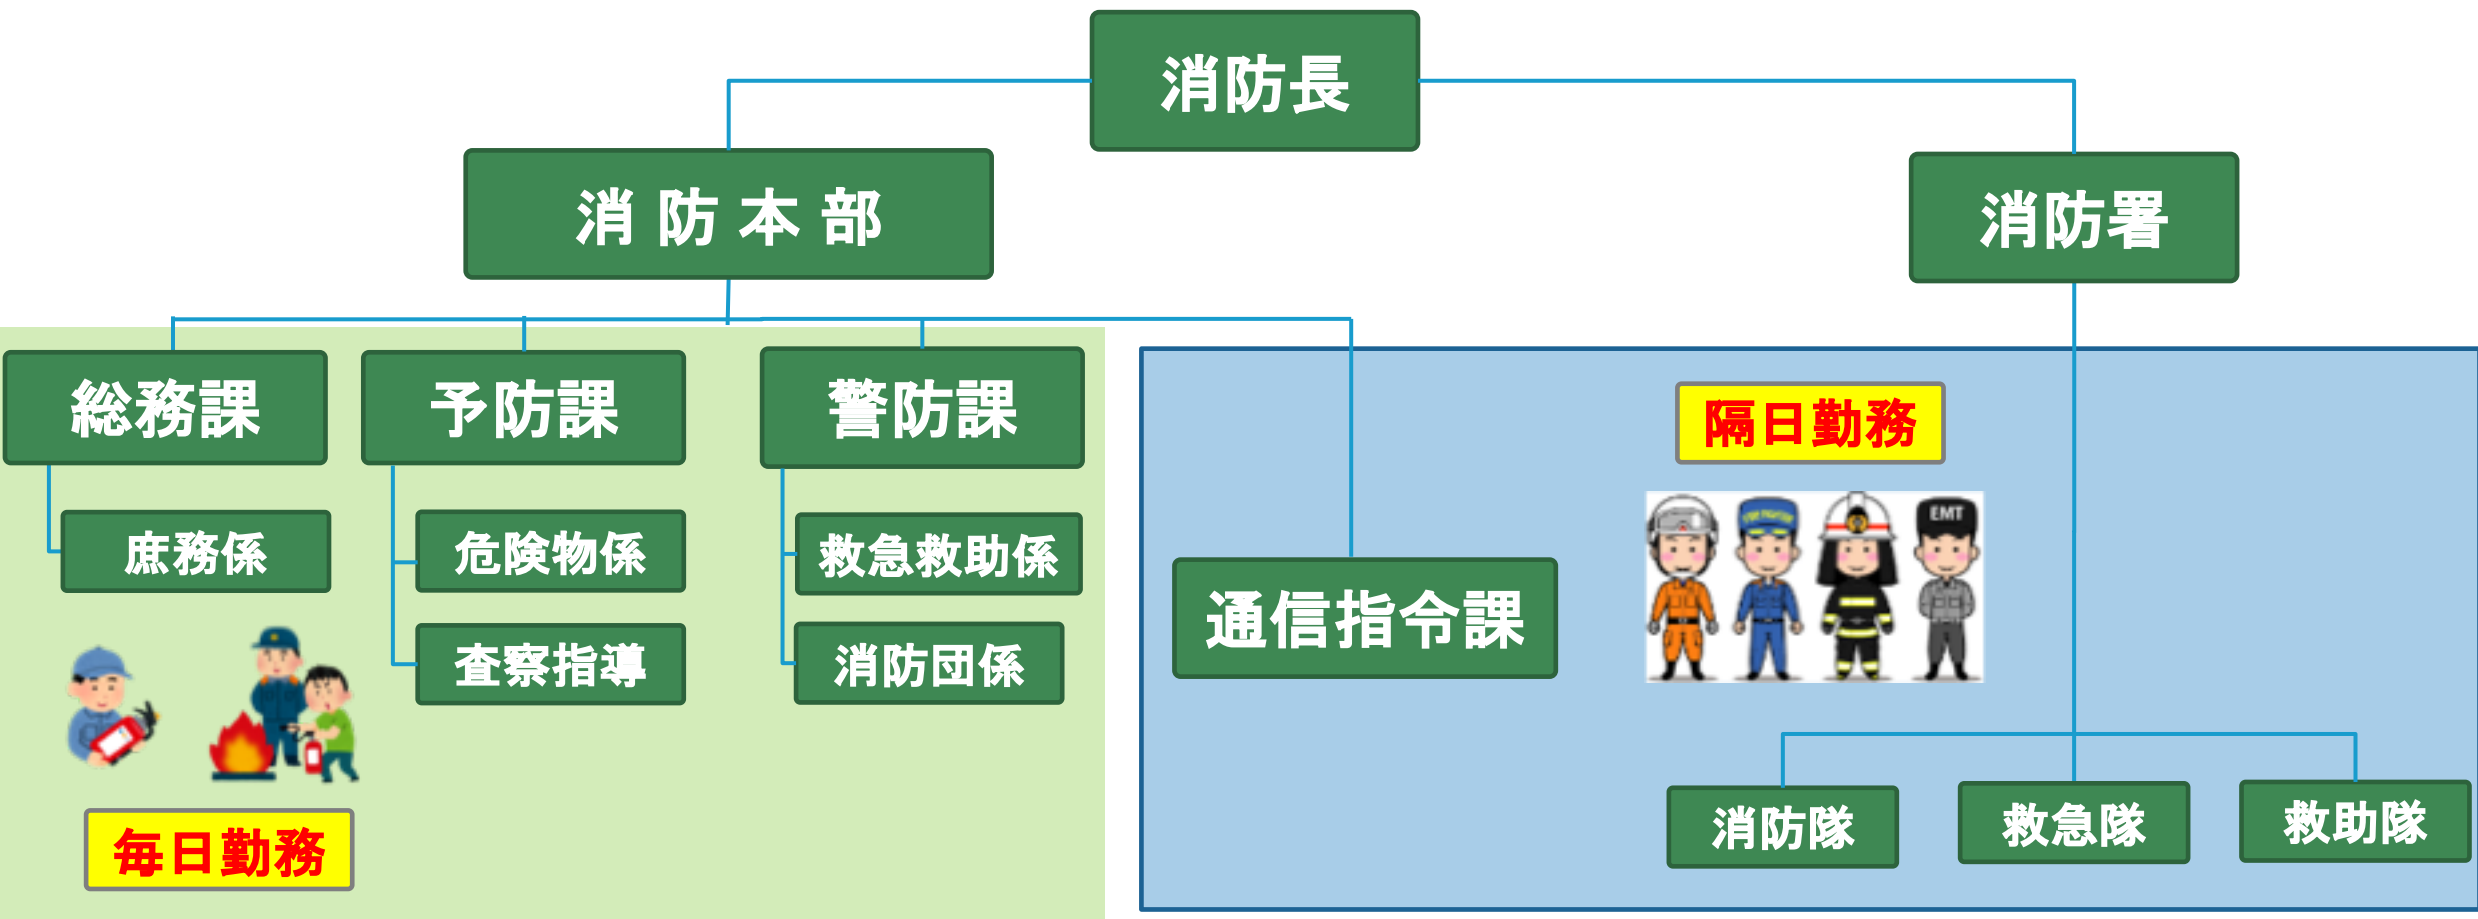 消防長
消防本部
消防署
総務課
予防課
警防課
隔日勤務
庶務係
危険物係
救急救助係
通信指令課
査察指導
消防団係
EMT
消防隊
救急隊
救助隊
毎日勤務